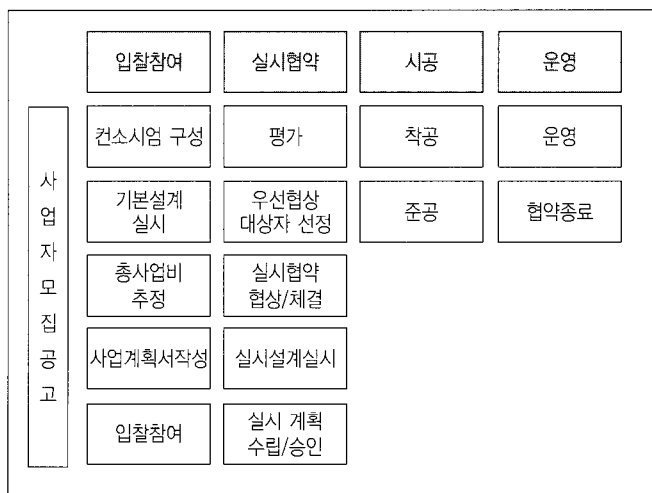 입찰참여
실시협약
시공
운영
사업자모집공고
컨소시엄 구성
평가
착공
운영
기본설계
실시
우선협상
대상자 선정
준공
협약종료
총사업비
추정
실시협약
협상/체결
사업계획서작성
실시설계실시
입찰참여
실시 계획
수립/승인